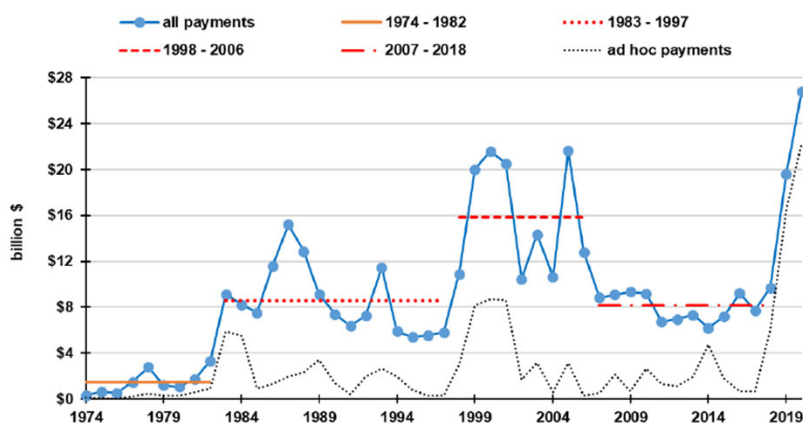 all payments 1974 - 1982 1983 - 1997
1998 - 2006 2007 - 2018 ad hoc payments
$28
$24
$20
$16
$12
$8
$4
$0
billion $
1974 1979 1984 1989 1994 1999 2004 2009 2014 2019